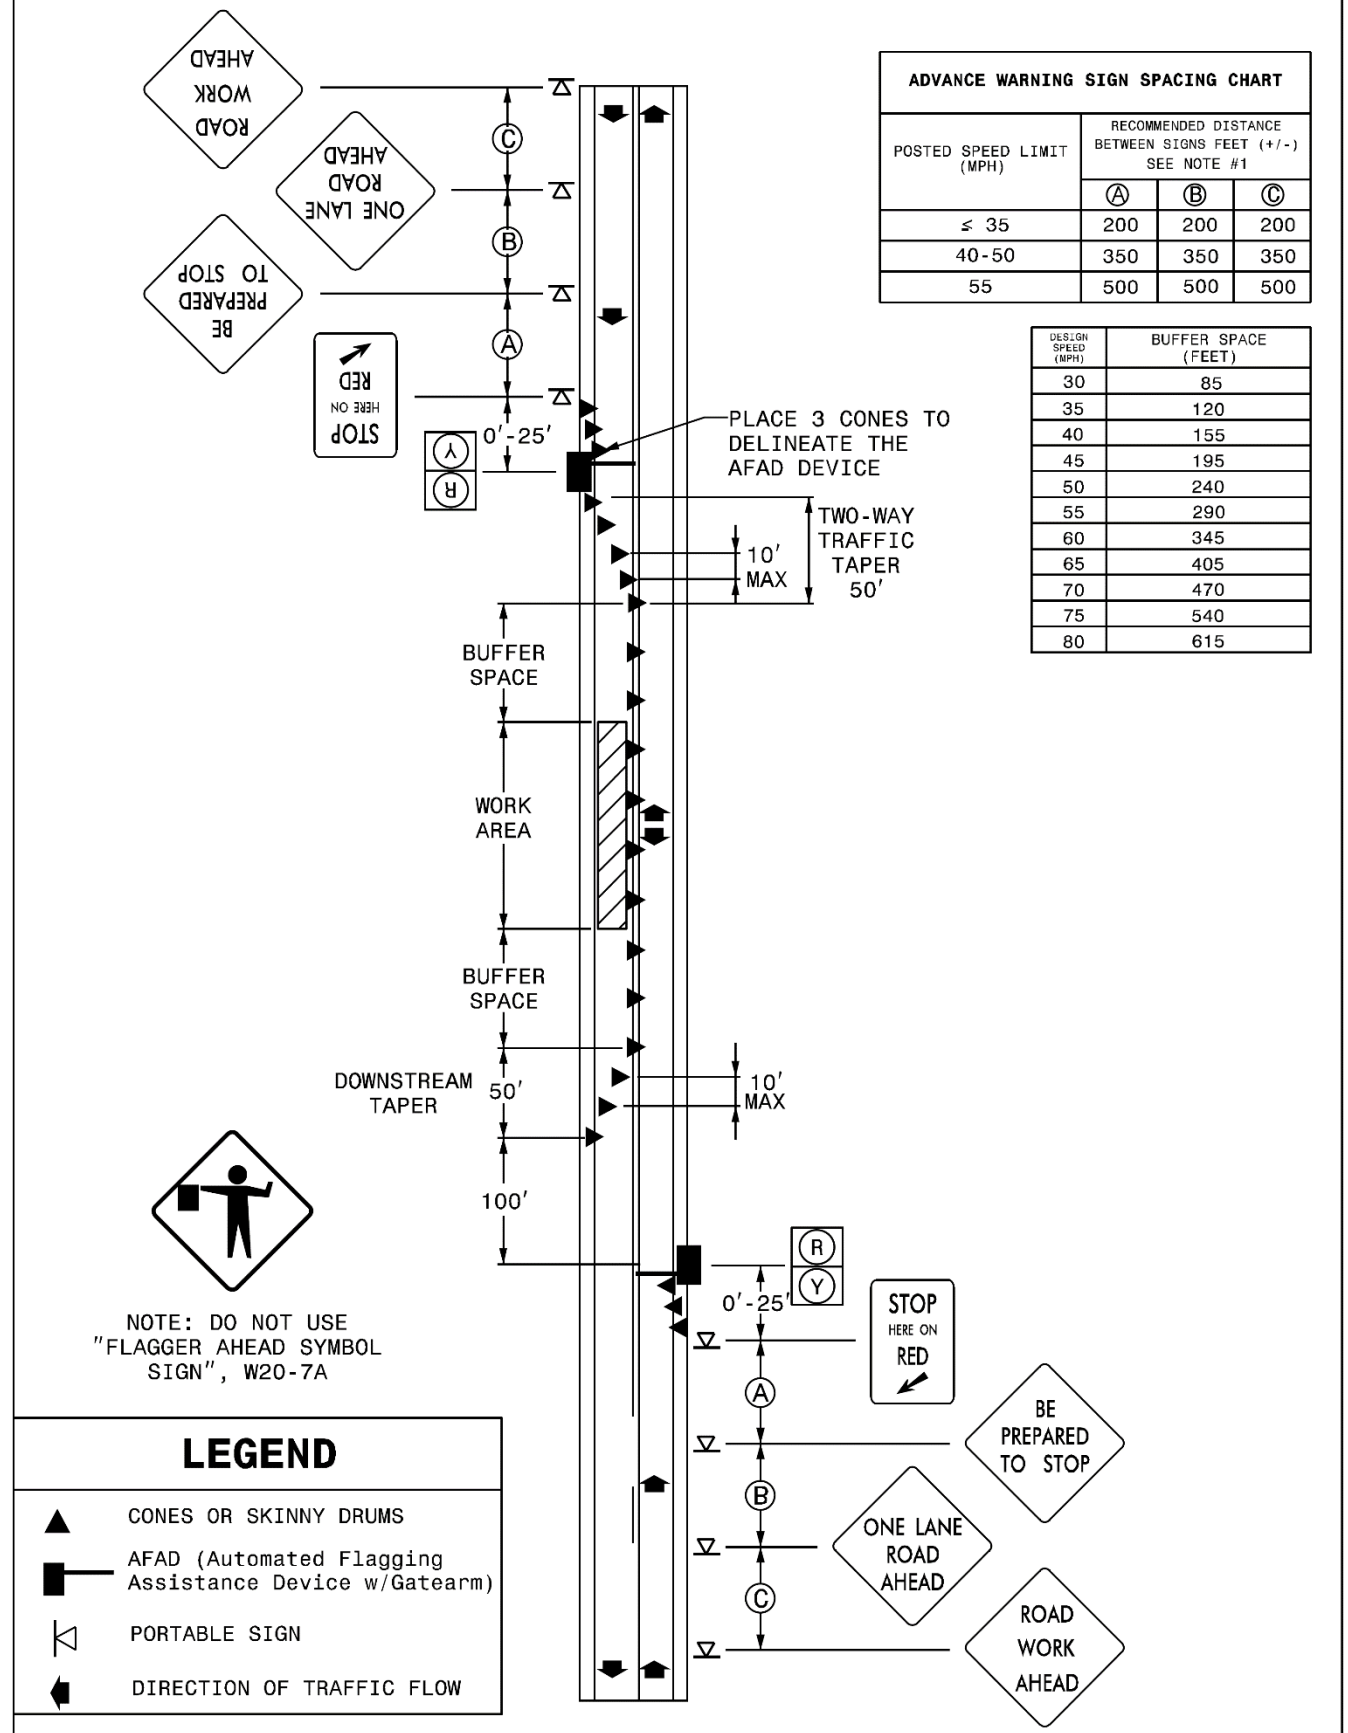 ROAD
WORK
AHEAD
ONE LANE
ROAD
AHEAD
BE
PREPARED
TO STOP
STOP
HERE ON
RED
C
B
A
0'-25'
Y
R
ADVANCE WARNING SIGN SPACING CHART
POSTED SPEED LIMIT
(MPH)
RECOMMENDED DISTANCE
BETWEEN SIGNS FEET (+/-)
SEE NOTE #1
A B C
≤ 35 200 200 200
40-50 350 350 350
55 500 500 500
DESIGN
SPEED
(MPH)
BUFFER SPACE
(FEET)
30 85
35 120
40 155
45 195
50 240
55 290
60 345
65 405
70 470
75 540
80 615
PLACE 3 CONES TO
DELINEATE THE
AFAD DEVICE
TWO-WAY
TRAFFIC
TAPER
50'
10'
MAX
BUFFER
SPACE
WORK
AREA
BUFFER
SPACE
DOWNSTREAM
TAPER
50'
10'
MAX
100'
R
Y
0'-25'
STOP
HERE ON
RED
A
B
C
BE
PREPARED
TO STOP
ONE LANE
ROAD
AHEAD
ROAD
WORK
AHEAD
NOTE: DO NOT USE
"FLAGGER AHEAD SYMBOL
SIGN", W20-7A
LEGEND
CONES OR SKINNY DRUMS
AFAD (Automated Flagging
Assistance Device w/Gatearm)
PORTABLE SIGN
DIRECTION OF TRAFFIC FLOW